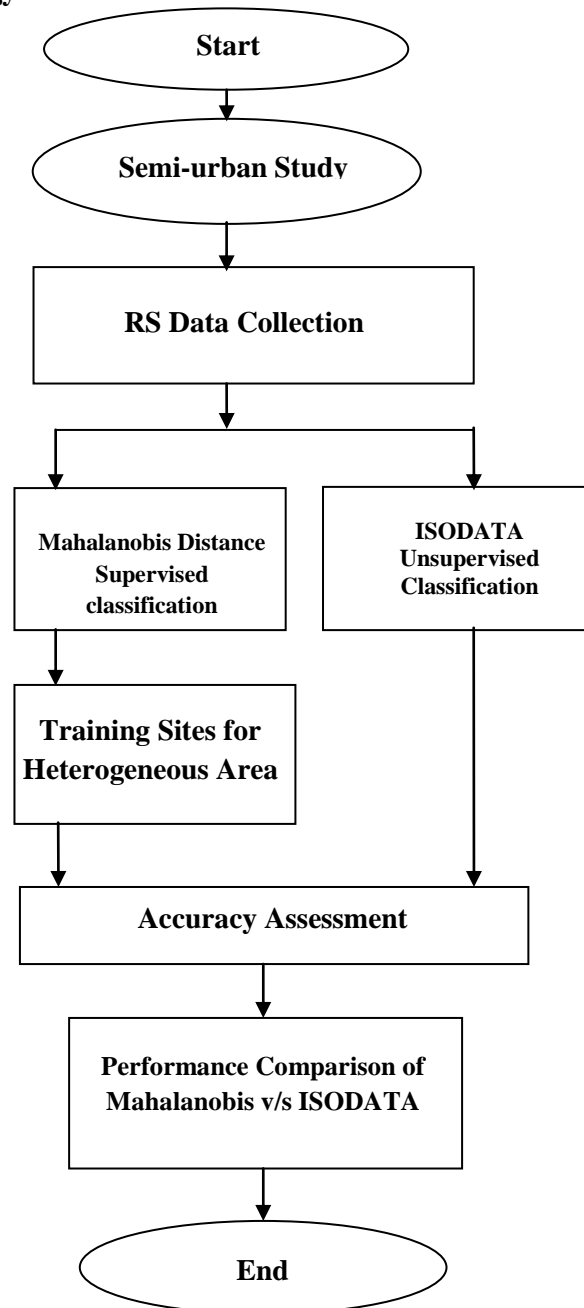 Start
Semi-urban Study
RS Data Collection
Mahalanobis Distance
Supervised
classification
ISODATA
Unsupervised
Classification
Training Sites for
Heterogeneous Area
Accuracy Assessment
Performance Comparison of
Mahalanobis v/s ISODATA
End